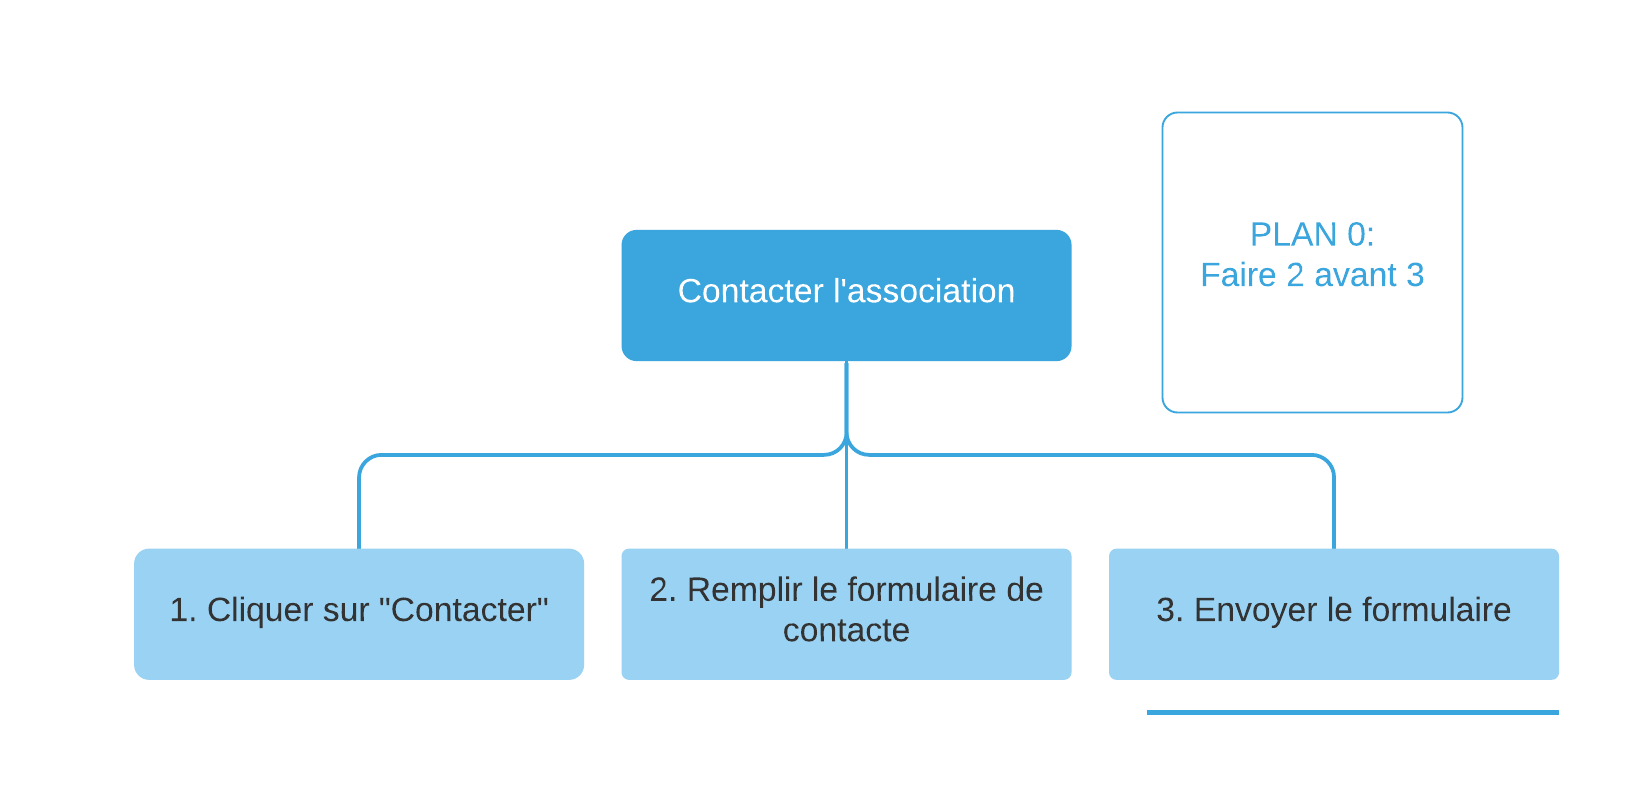 PLAN 0:
Faire 2 avant 3
Contacter l'association
1. Cliquer sur "Contacter"
2. Remplir le formulaire de
contacte
3. Envoyer le formulaire